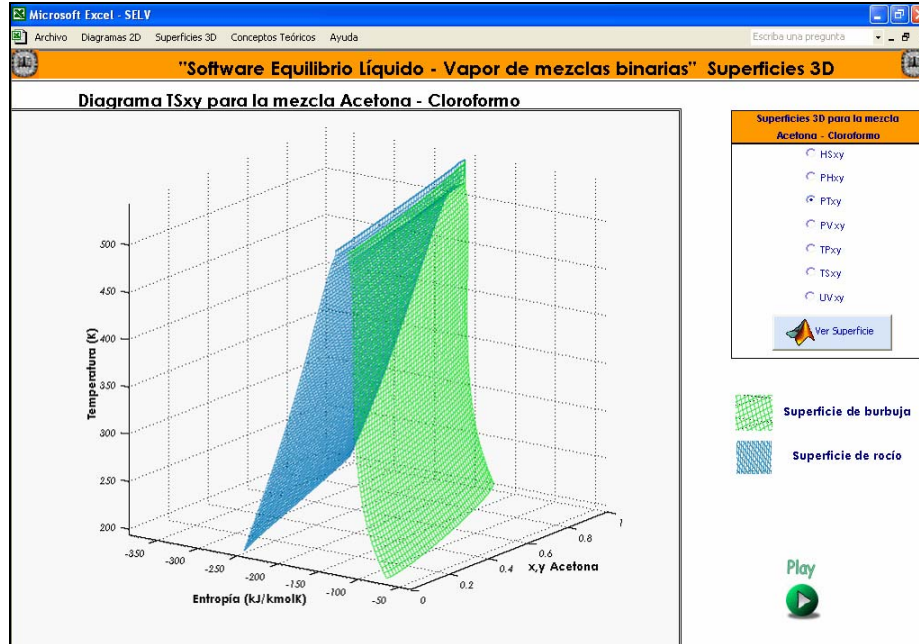 Microsoft Excel - SELV
Archivo Diagramas 2D Superficies 3D Conceptos Teóricos Ayuda
Escriba una pregunta
"Software Equilibrio Líquido - Vapor de mezclas binarias" Superficies 3D
Diagrama TSxy para la mezcla Acetona - Cloroformo
Superficies 3D para la mezcla
Acetona - Cloroformo
HSxy
PHxy
PTxy
PVxy
TPxy
TSxy
UVxy
Ver Superficie
Superficie de burbuja
Superficie de rocío
Play
Temperatura (K)
500
450
400
350
300
250
200
-350
-300
-250
-200
-150
-100
-50
Entropía (kJ/kmolK)
0
0.2
0.4
0.6
0.8
1
x,y Acetona